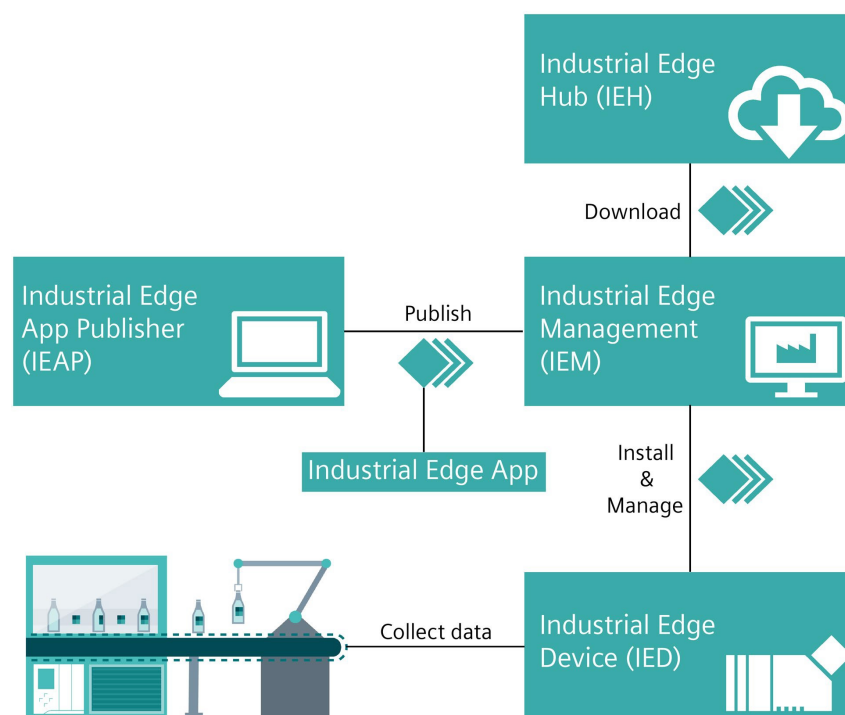 Industrial Edge
Hub (IEH)
Download
Industrial Edge
App Publisher
(IEAP)
Publish
Industrial Edge
Management
(IEM)
Industrial Edge App
Install
&
Manage
Collect data
Industrial Edge
Device (IED)